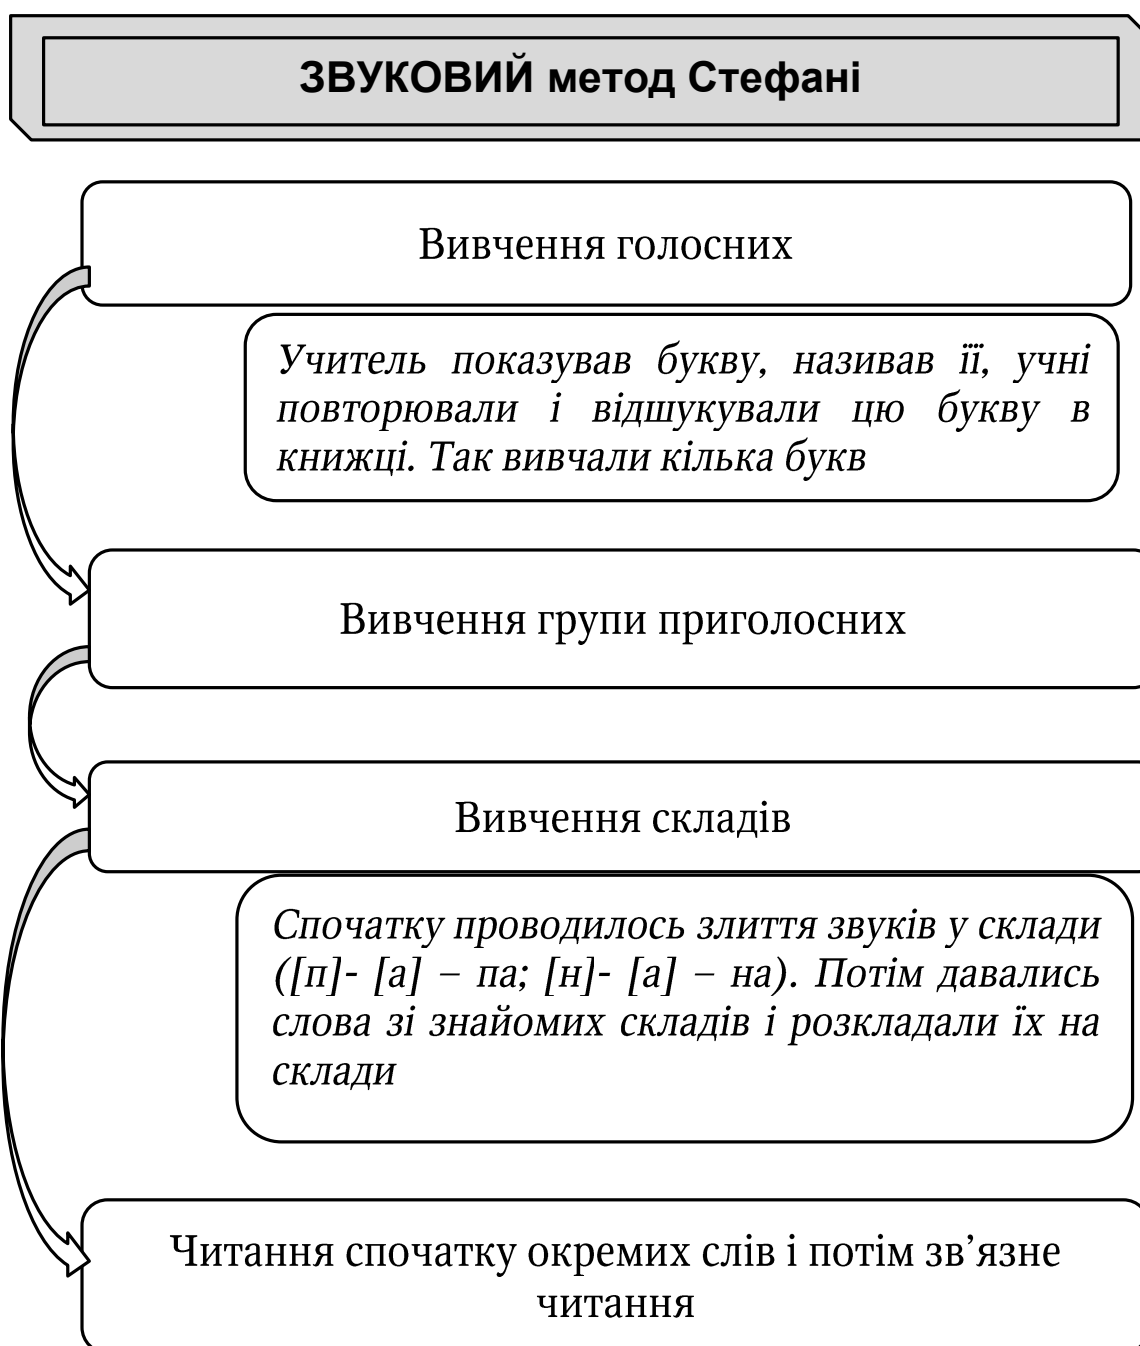 ЗВУКОВИЙ метод Стефані
Вивчення голосних
Учитель показував букву, називав її, учні
повторювали і відшукували цю букву в
книжці. Так вивчали кілька букв
Вивчення групи приголосних
Вивчення складів
Спочатку проводилось злиття звуків у склади
([п]- [а] – па; [н]- [а] – на). Потім давались
слова зі знайомих складів і розкладали їх на
склади
Читання спочатку окремих слів і потім зв’язне
читання